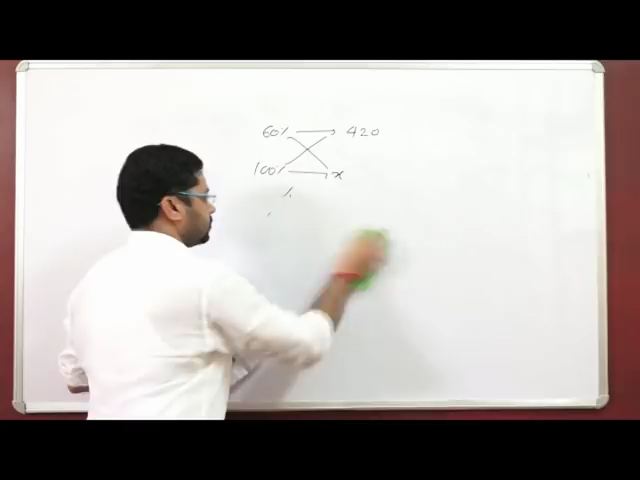 60% → 420
100% → x